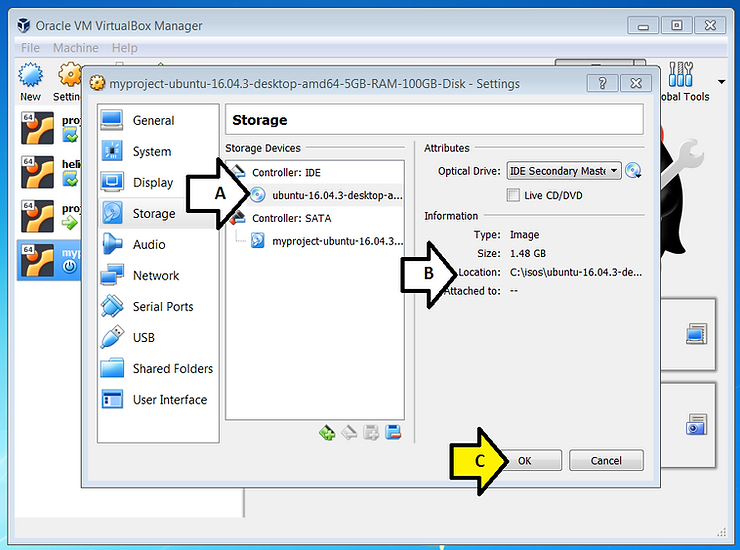 Oracle VM VirtualBox Manager
File Machine Help
New
Settin
obal Tools
64
pro
64
heli
64
pro
64
myp
myproject-ubuntu-16.04.3-desktop-amd64-5GB-RAM-100GB-Disk - Settings
?
General
System
Display
Storage
Audio
Network
Serial Ports
USB
Shared Folders
User Interface
Storage
Storage Devices
Controller: IDE
A
ubuntu-16.04.3-desktop-a...
Controller: SATA
myproject-ubuntu-16.04.3...
Attributes
Optical Drive: IDE Secondary Maste
Live CD/DVD
Information
Type: Image
Size: 1.48 GB
B
Location: C:\isos\ubuntu-16.04.3-de...
Attached to: --
C
OK
Cancel